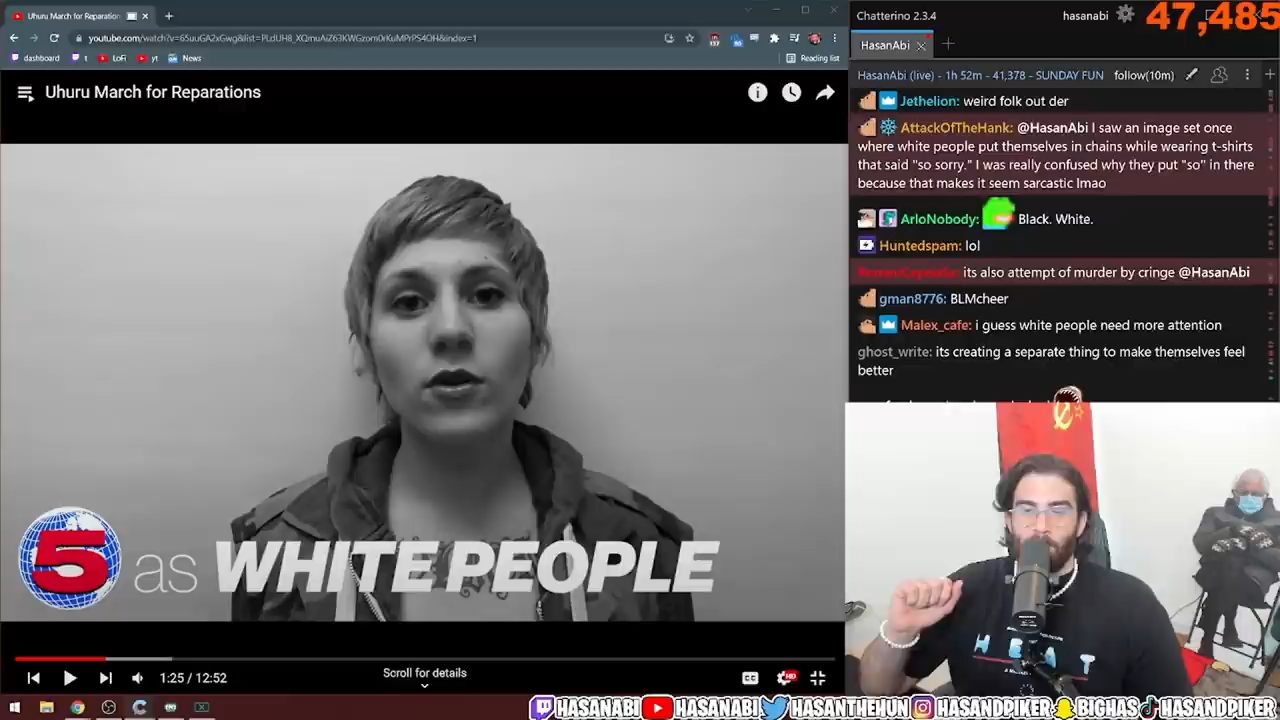 Uhuru March for Reparation
youtube.com/watch?v=65uuGA2xGwg&list=PLdUH8_XQmuAiZ63KWGzom0rKuMPrPS4OH&index=1
dashboard
t
LoFi
yt
News
Reading list
Uhuru March for Reparations
5 as WHITE PEOPLE
1:25 / 12:52
Scroll for details
CC
HD
Chatterino 2.3.4
hasanabi
47,485
HasanAbi
HasanAbi (live) - 1h 52m - 41,378 - SUNDAY FUN
follow(10m)
Jethelion: weird folk out der
AttackOfTheHank: @HasanAbi I saw an image set once
where white people put themselves in chains while wearing t-shirts
that said "so sorry." I was really confused why they put "so" in there
because that makes it seem sarcastic lmao
ArloNobody: Black. White.
Huntedspam: lol
its also attempt of murder by cringe @HasanAbi
gman8776: BLMcheer
Malex_cafe: i guess white people need more attention
ghost_write: its creating a separate thing to make themselves feel
better
HEAT
HASANABI
HASANABI
HASANTHEHUN
HASANDPIKER
BIGHAS
HASANDPIKER